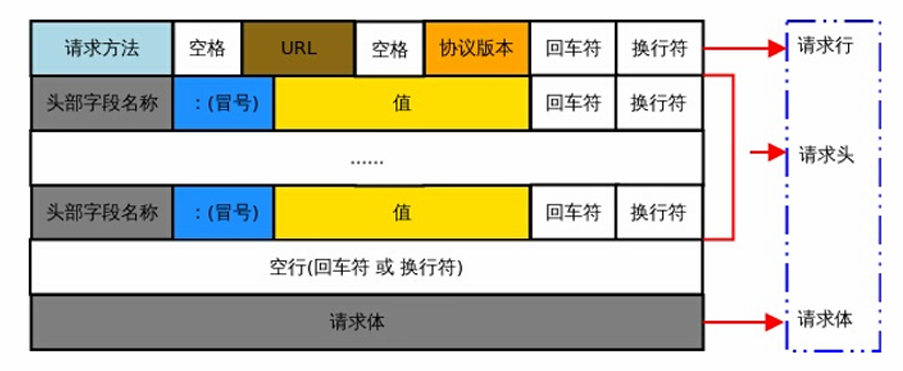 请求方法 空格 URL 空格 协议版本 回车符 换行符 请求行
头部字段名称 :(冒号) 值 回车符 换行符
...... 请求头
头部字段名称 :(冒号) 值 回车符 换行符
空行(回车符 或 换行符)
请求体 请求体